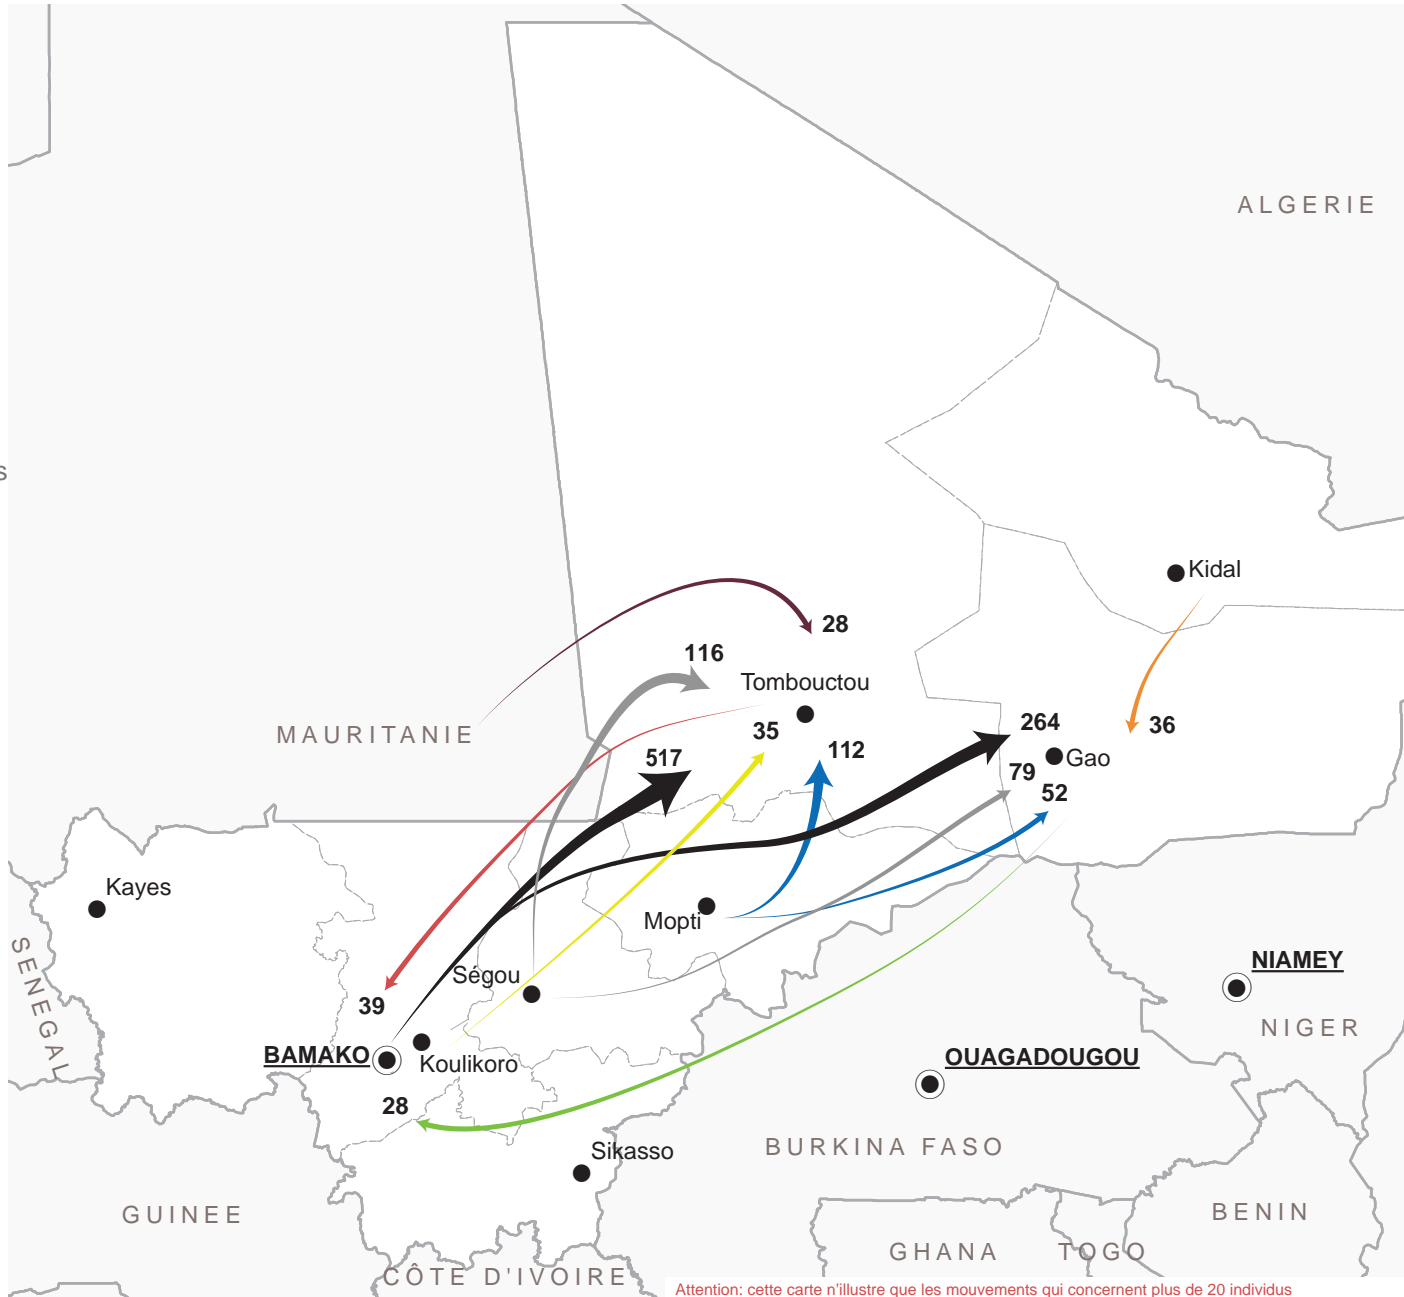 ALGERIE
s
Kidal
28
116
Tombouctou
MAURITANIE
35
264
36
517
112
Gao
79
52
Kayes
Mopti
SENEGAL
Ségou
NIAMEY
39
NIGER
BAMAKO
Koulikoro
OUAGADOUGOU
28
BURKINA FASO
Sikasso
GUINEE
BENIN
GHANA
TOGO
CÔTE D'IVOIRE
Attention: cette carte n'illustre que les mouvements qui concernent plus de 20 individus